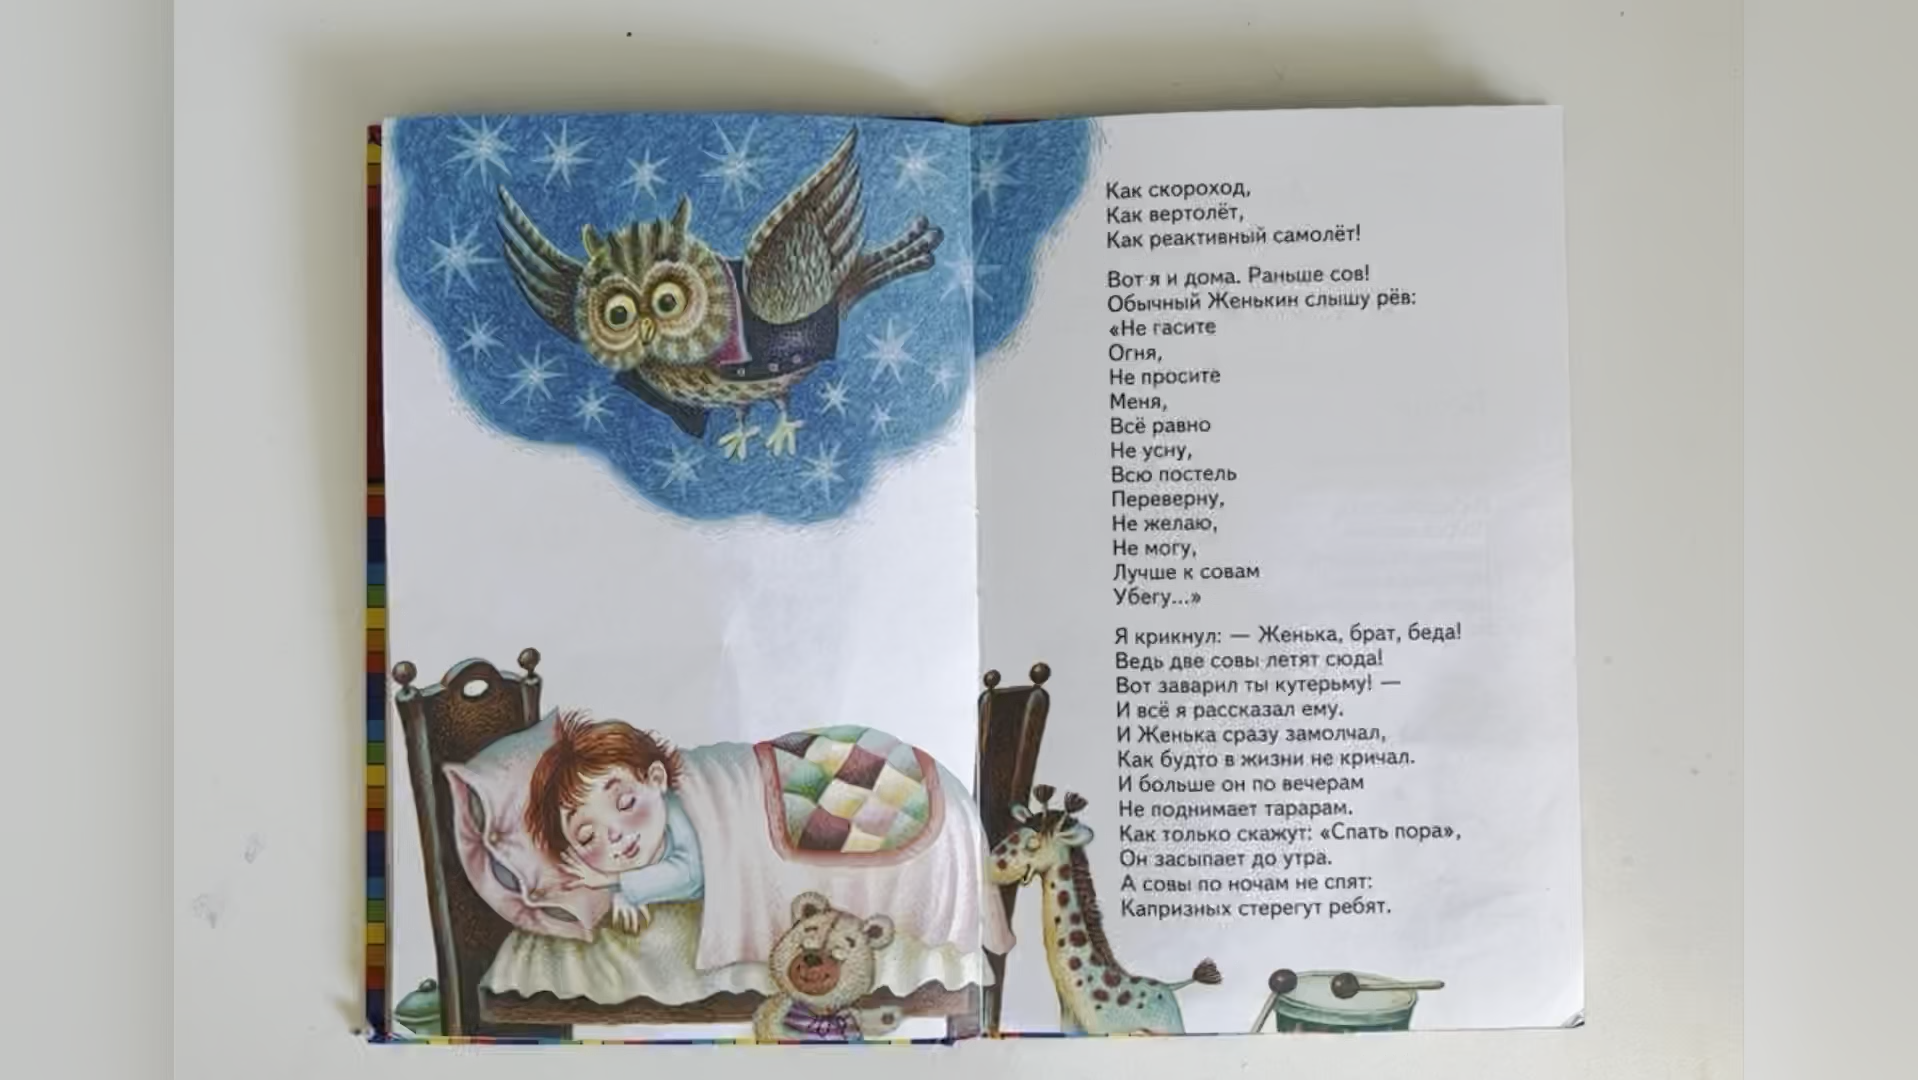 Как скороход,
Как вертолёт,
Как реактивный самолёт!
Вот я и дома. Раньше сов!
Обычный Женькин слышу рёв:
«Не гасите
Огня,
Не просите
Меня,
Всё равно
Не усну,
Всю постель
Переверну,
Не желаю,
Не могу,
Лучше к совам
Убегу...»
Я крикнул: — Женька, брат, беда!
Ведь две совы летят сюда!
Вот заварил ты кутерьму! —
И всё я рассказал ему.
И Женька сразу замолчал,
Как будто в жизни не кричал.
И больше он по вечерам
Не поднимает тарарам.
Как только скажут: «Спать пора»,
Он засыпает до утра.
А совы по ночам не спят:
Капризных стерегут ребят.